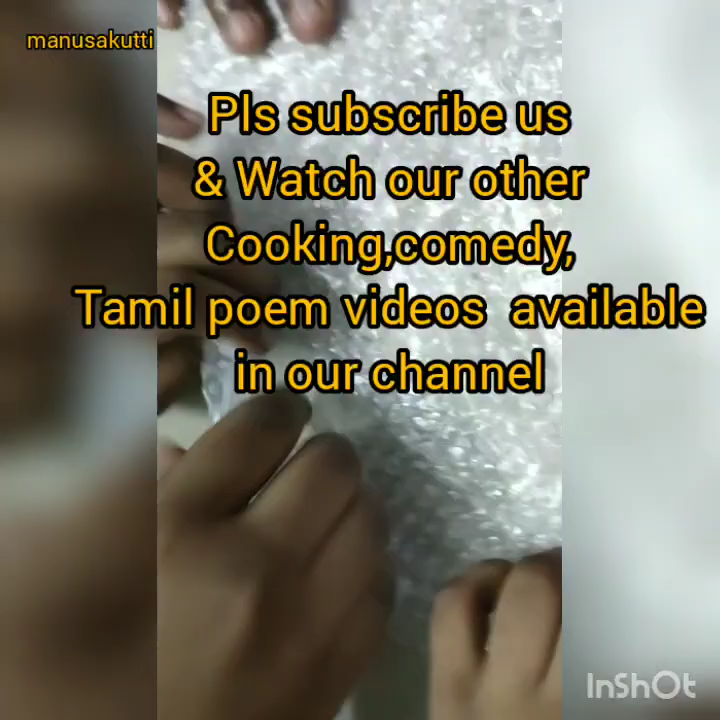 manusakutti
Pls subscribe us
& Watch our other
Cooking,comedy,
Tamil poem videos available
in our channel
InShOt